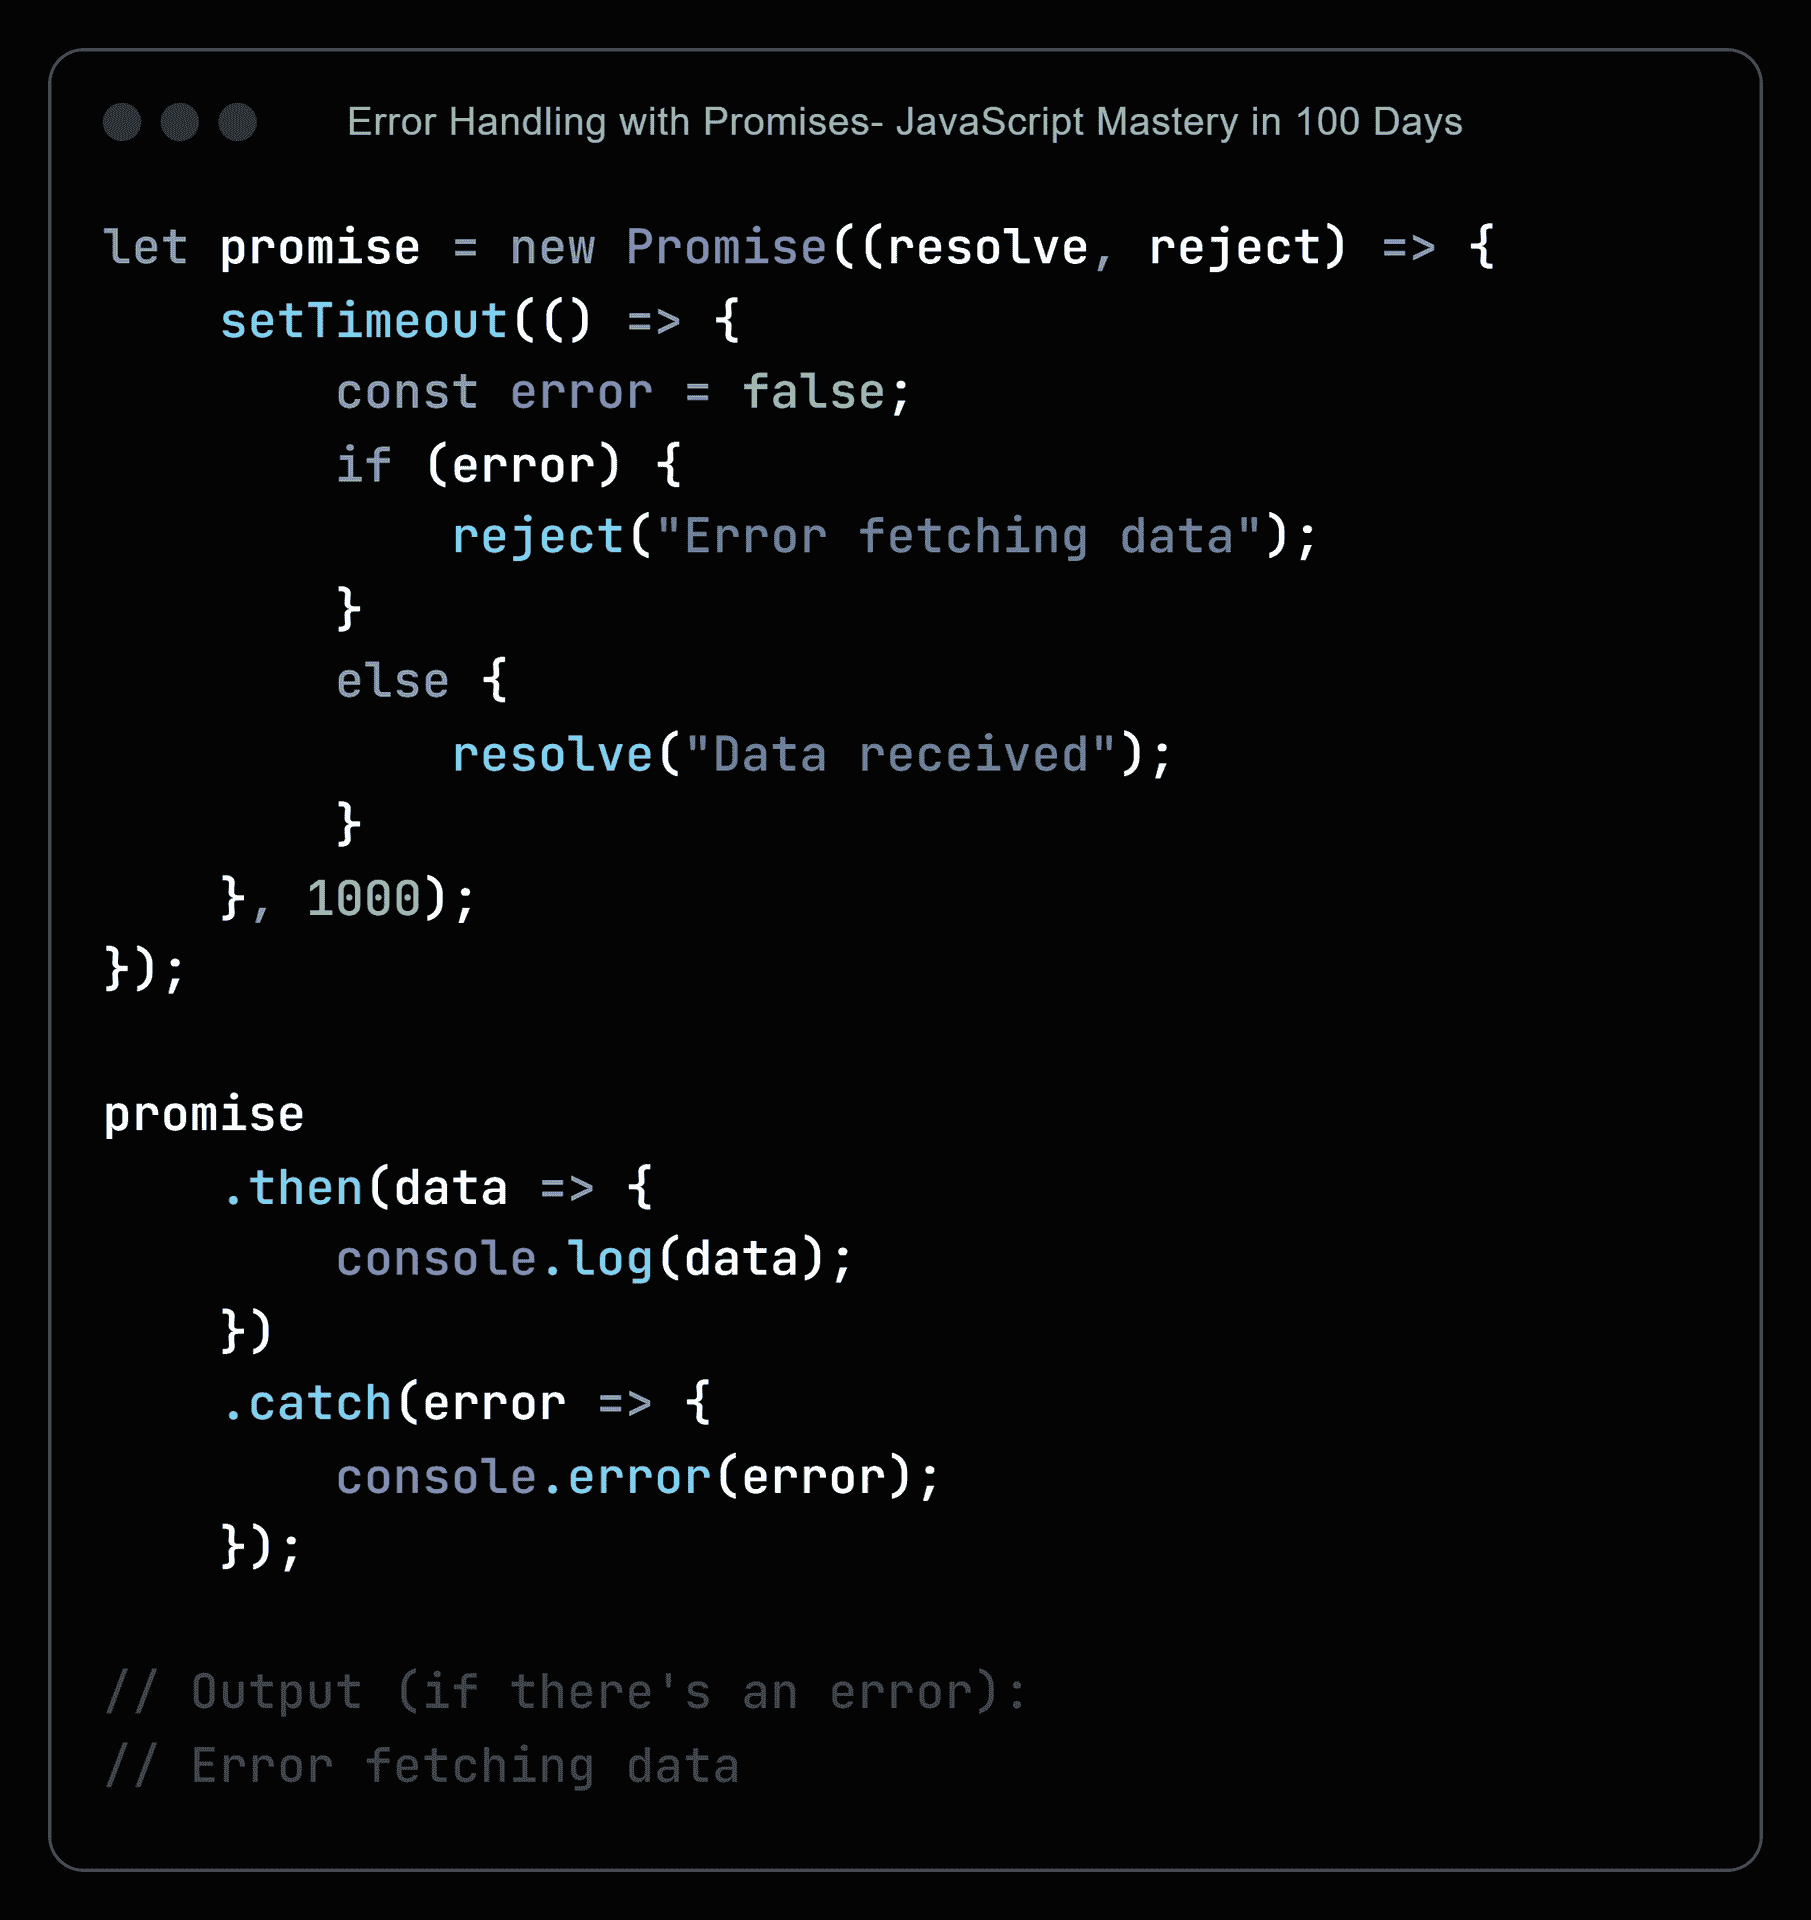 Error Handling with Promises- JavaScript Mastery in 100 Days
let promise = new Promise((resolve, reject) => {
    setTimeout(() => {
        const error = false;
        if (error) {
            reject("Error fetching data");
        }
        else {
            resolve("Data received");
        }
    }, 1000);
});

promise
    .then(data => {
        console.log(data);
    })
    .catch(error => {
        console.error(error);
    });

// Output (if there's an error):
// Error fetching data